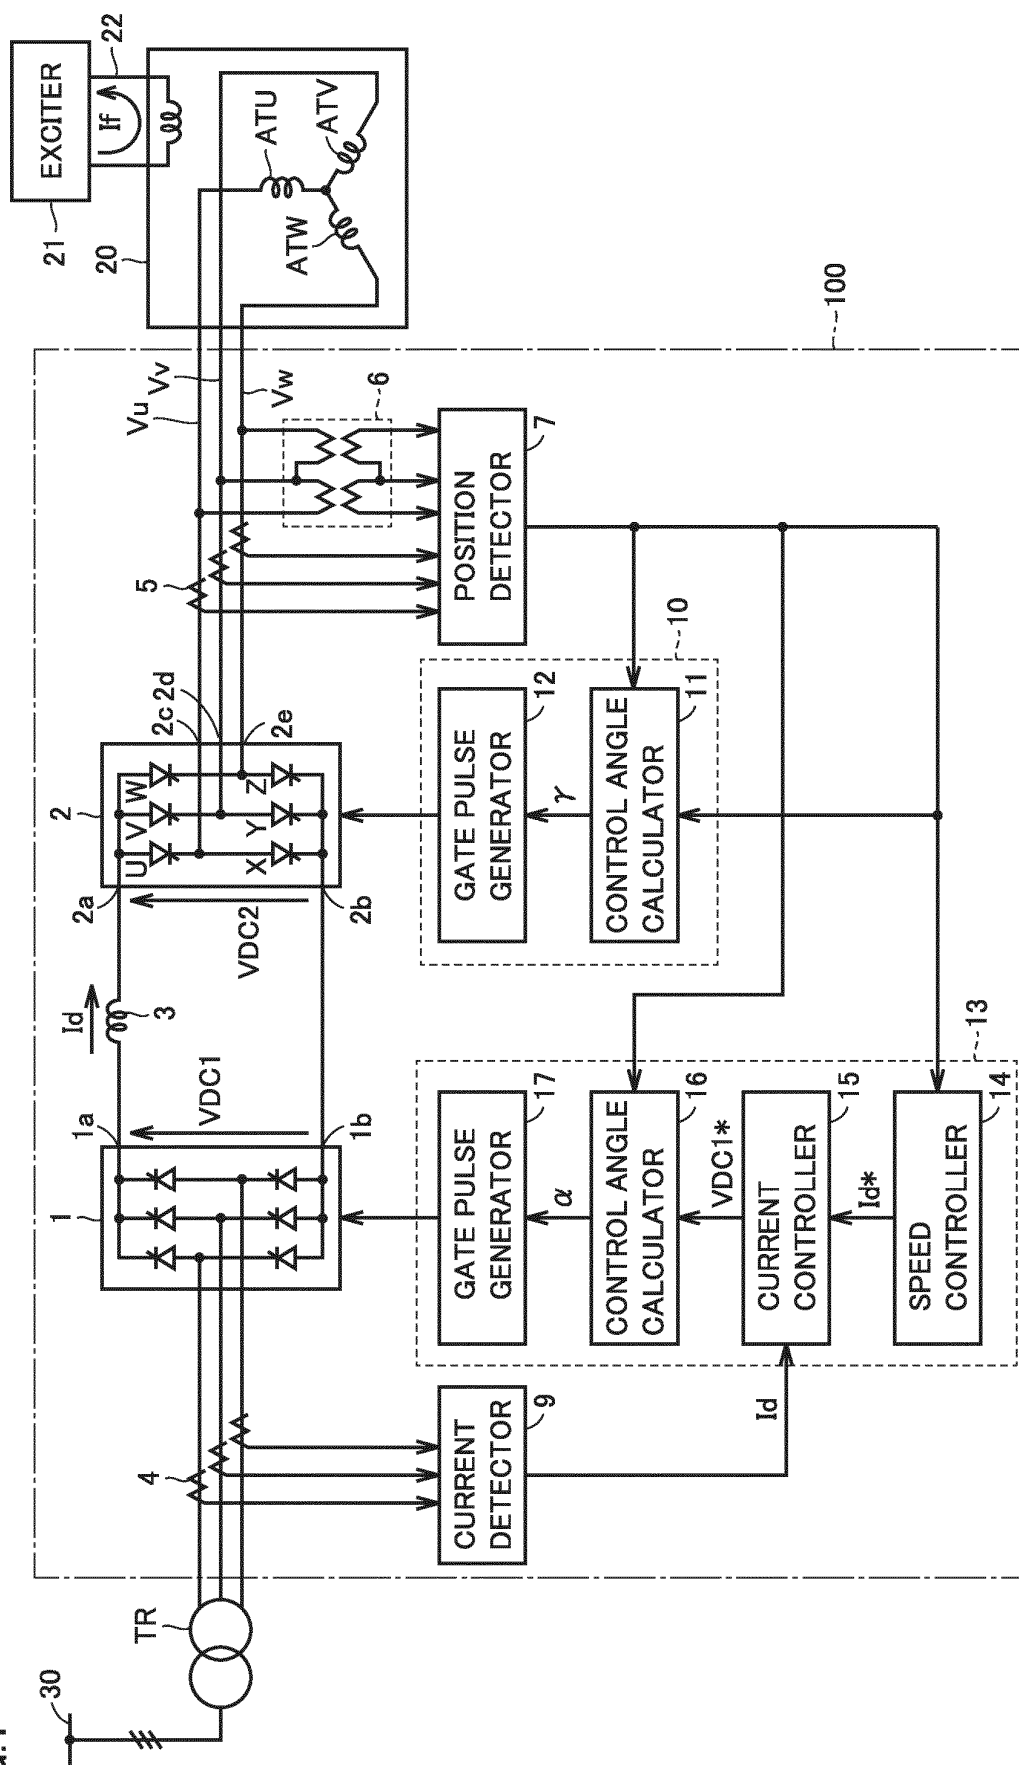 30
TR
4
1
1a
1b
VDC1
Id
3
2a
2b
VDC2
2
U
V
W
X
Y
Z
2c
2d
2e
5
Vu
Vv
Vw
6
20
21
EXCITER
22
If
ATU
ATV
ATW
100
CURRENT
DETECTOR
9
Id
GATE PULSE
GENERATOR
17
α
CONTROL ANGLE
CALCULATOR
16
VDC1*
CURRENT
CONTROLLER
15
Id*
SPEED
CONTROLLER
14
13
GATE PULSE
GENERATOR
12
γ
CONTROL ANGLE
CALCULATOR
11
10
POSITION
DETECTOR
7